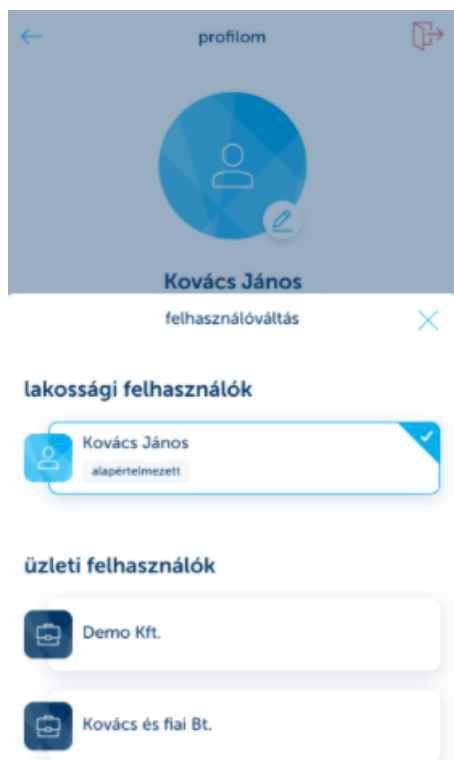 profilom
Kovács János
felhasználóváltás
lakossági felhasználók
Kovács János
alapértelmezett
üzleti felhasználók
Demo Kft.
Kovács és fiai Bt.